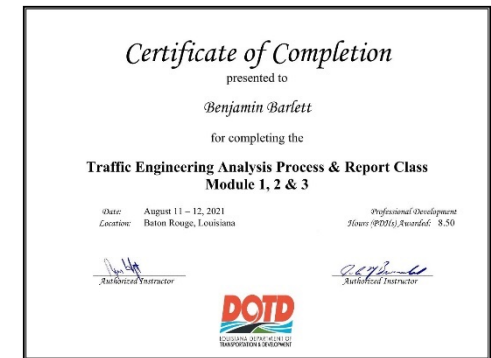 Certificate of Completion
presented to
Benjamin Barlett
for completing the
Traffic Engineering Analysis Process & Report Class
Module 1, 2 & 3
Date: August 11 – 12, 2021
Location: Baton Rouge, Louisiana
Professional Development
Hours (PDHs) Awarded: 8.50
Authorized Instructor
Authorized Instructor
DOTD
LOUISIANA DEPARTMENT OF
TRANSPORTATION & DEVELOPMENT